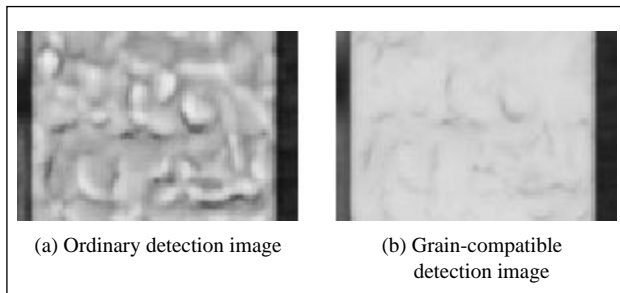 (a) Ordinary detection image
(b) Grain-compatible
detection image